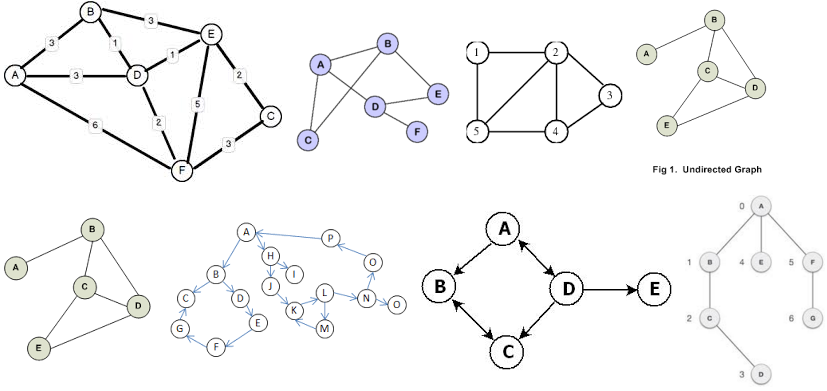 B
3
E
3
1
1
2
A
3
D
C
6
2
5
3
F
B
A
E
D
F
C
1
2
3
5
4
B
A
C
D
E
Fig 1. Undirected Graph
B
A
C
D
E
A
P
H
I
O
B
C
D
J
L
N
O
K
M
G
E
F
A
B
D
E
C
0 A
1 B
4 E
5 F
2 C
6 G
3 D